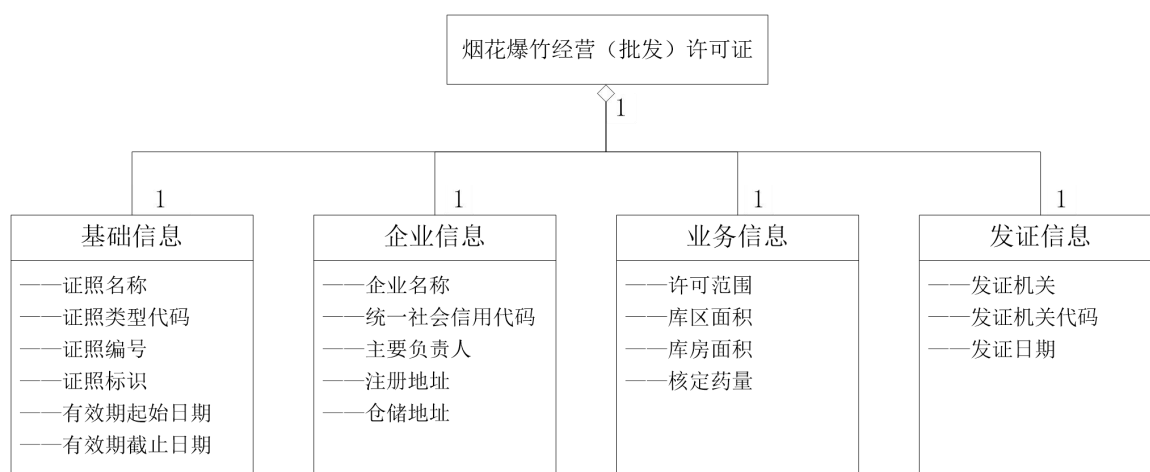 烟花爆竹经营（批发）许可证
1
1
1
1
1
基础信息
——证照名称
——证照类型代码
——证照编号
——证照标识
——有效期起始日期
——有效期截止日期
企业信息
——企业名称
——统一社会信用代码
——主要负责人
——注册地址
——仓储地址
业务信息
——许可范围
——库区面积
——库房面积
——核定药量
发证信息
——发证机关
——发证机关代码
——发证日期